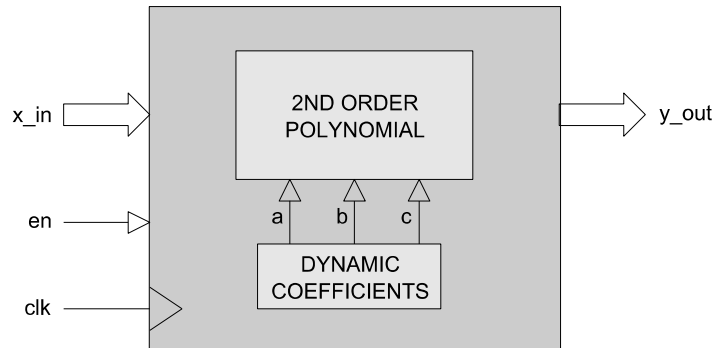 2ND ORDER
POLYNOMIAL
x_in
y_out
en
a
b
c
DYNAMIC
COEFFICIENTS
clk